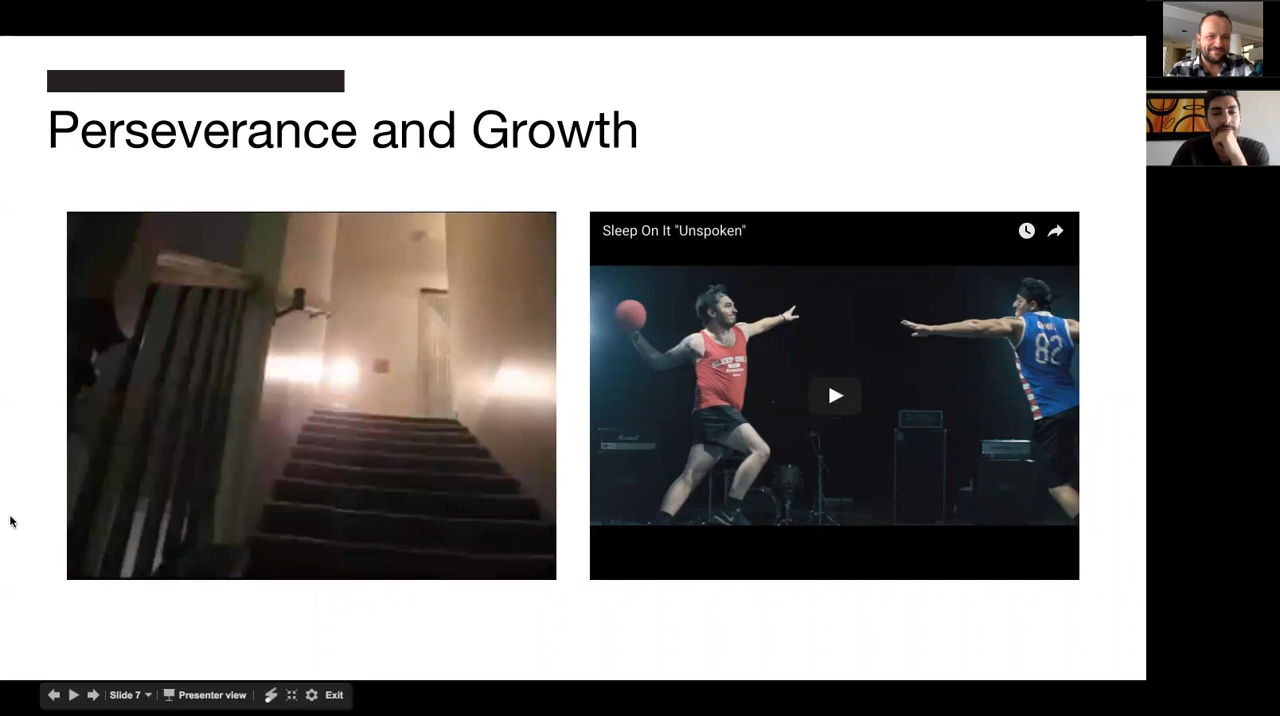 Perseverance and Growth
Sleep On It "Unspoken"
82
Slide 7
Presenter view
Exit